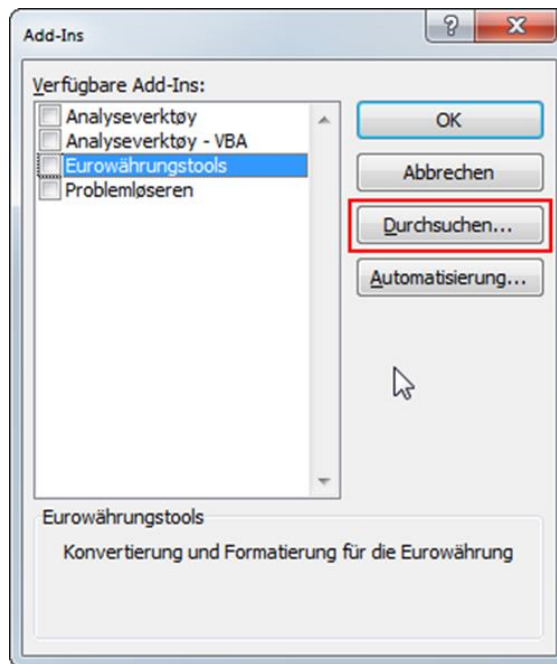 Add-Ins
Verfügbare Add-Ins:
Analyseverktøy
Analyseverktøy - VBA
Eurowährungstools
Problemløseren
OK
Abbrechen
Durchsuchen...
Automatisierung...
Eurowährungstools
Konvertierung und Formatierung für die Eurowährung